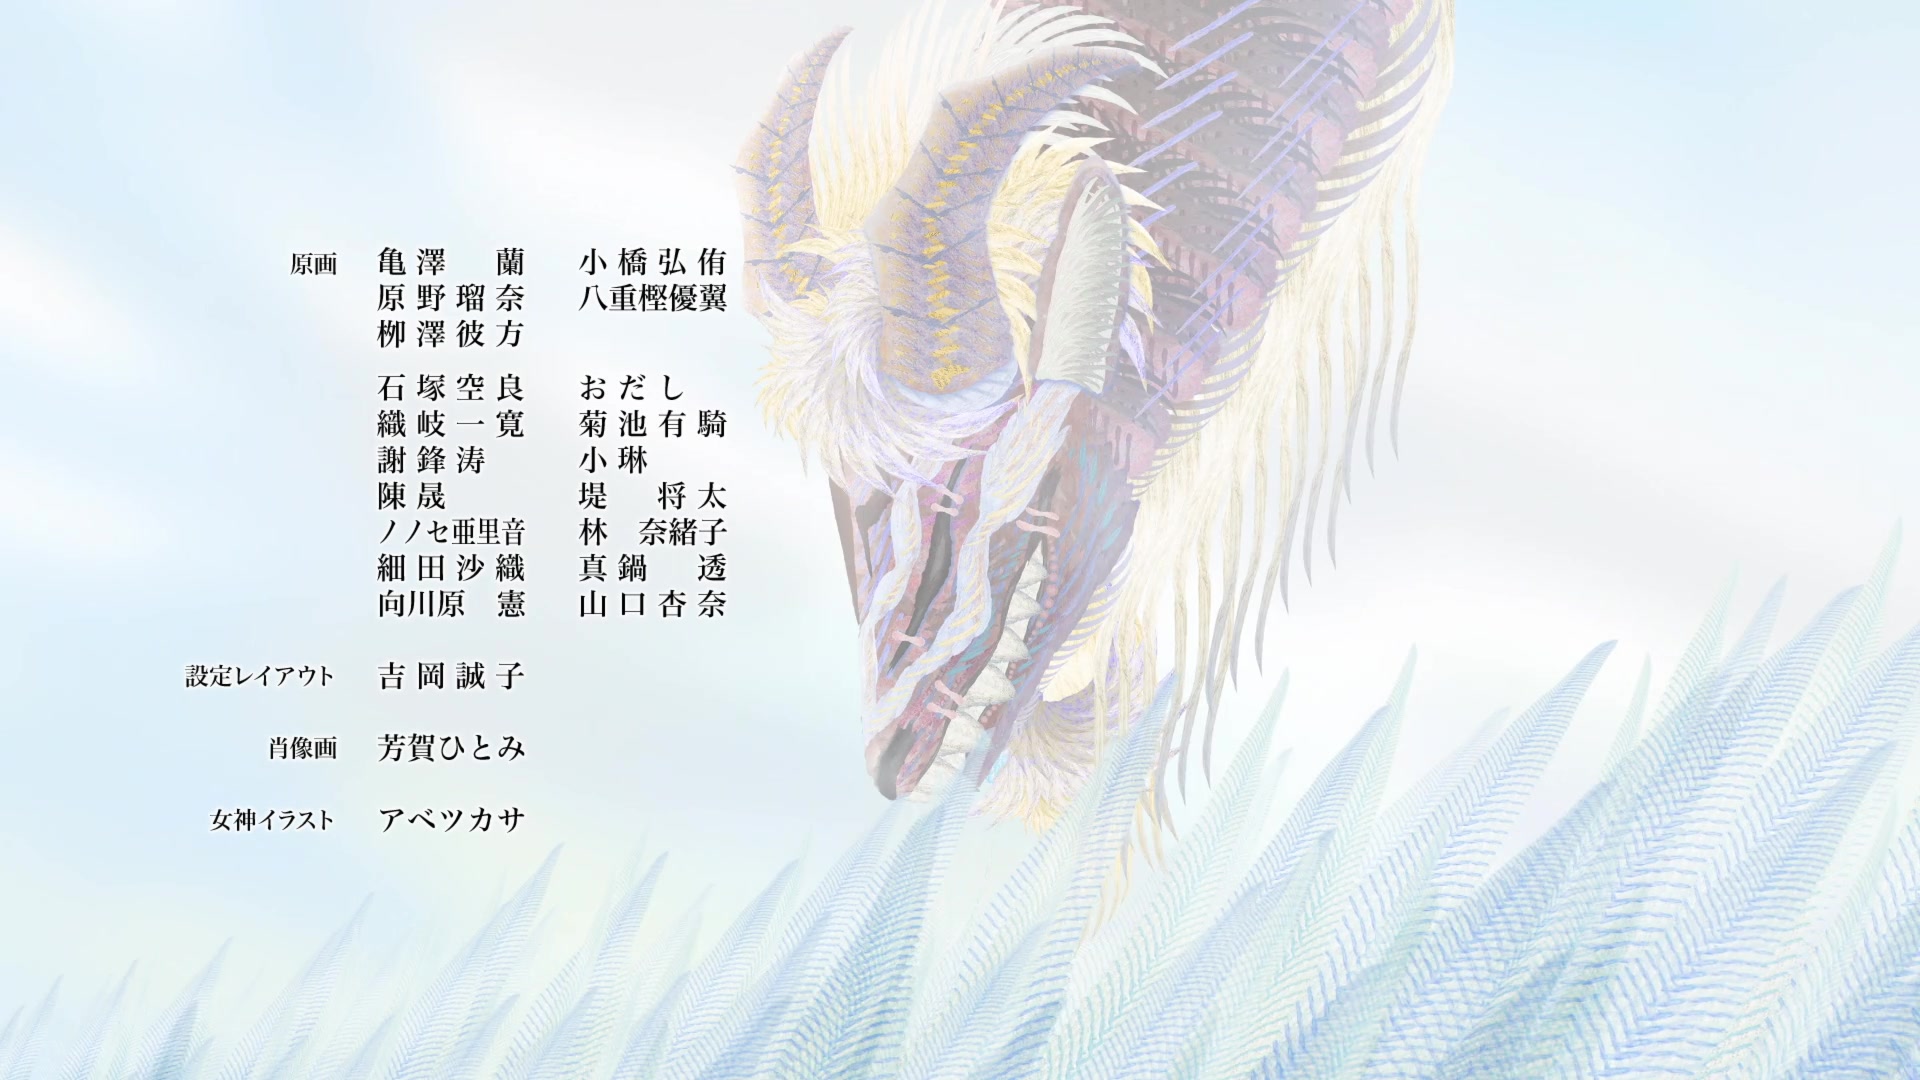 原画 亀澤 蘭 小橋弘侑
原野瑠奈 八重樫優翼
栁澤彼方
石塚空良 おだし
織岐一寛 菊池有騎
謝鋒涛 小琳
陳晟 堤 将太
ノノセ亜里音 林 奈緒子
細田沙織 真鍋 透
向川原 憲 山口杏奈
設定レイアウト 吉岡誠子
肖像画 芳賀ひとみ
女神イラスト アベツカサ